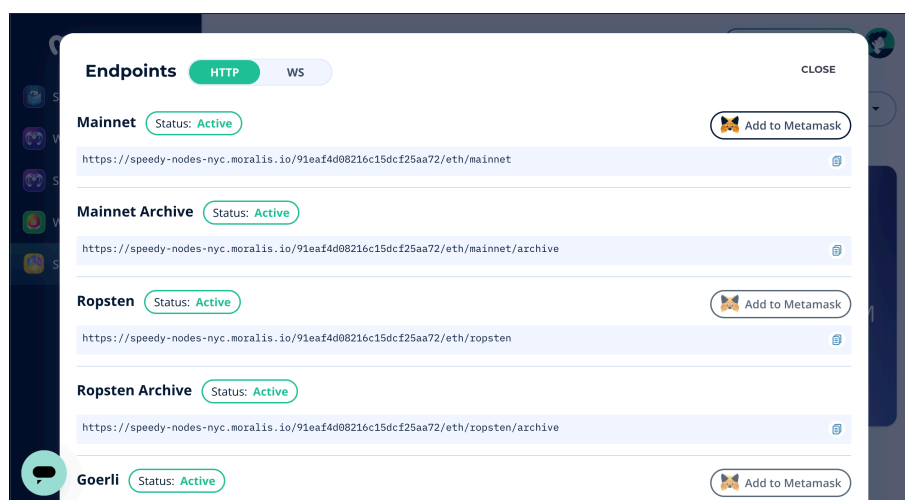 Endpoints HTTP WS CLOSE
Mainnet Status: Active Add to Metamask
https://speedy-nodes-nyc.moralis.io/91eaf4d08216c15dcf25aa72/eth/mainnet
Mainnet Archive Status: Active
https://speedy-nodes-nyc.moralis.io/91eaf4d08216c15dcf25aa72/eth/mainnet/archive
Ropsten Status: Active Add to Metamask
https://speedy-nodes-nyc.moralis.io/91eaf4d08216c15dcf25aa72/eth/ropsten
Ropsten Archive Status: Active
https://speedy-nodes-nyc.moralis.io/91eaf4d08216c15dcf25aa72/eth/ropsten/archive
Goerli Status: Active Add to Metamask